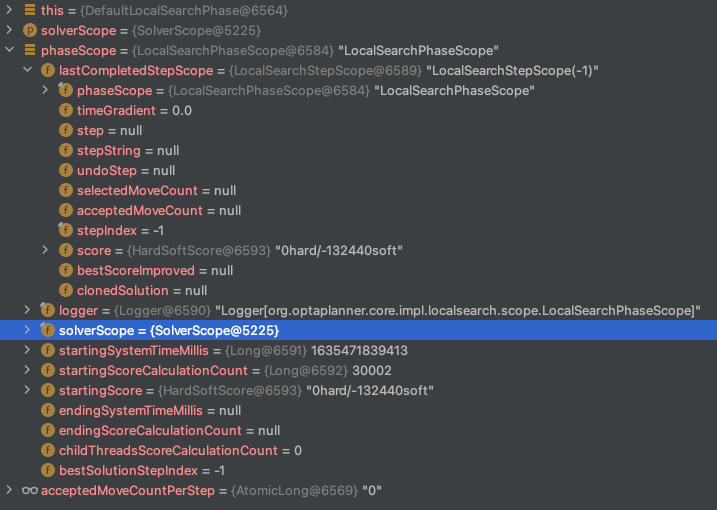 this = {DefaultLocalSearchPhase@6564}
solverScope = {SolverScope@5225}
phaseScope = {LocalSearchPhaseScope@6584} "LocalSearchPhaseScope"
lastCompletedStepScope = {LocalSearchStepScope@6589} "LocalSearchStepScope(-1)"
phaseScope = {LocalSearchPhaseScope@6584} "LocalSearchPhaseScope"
timeGradient = 0.0
step = null
stepString = null
undoStep = null
selectedMoveCount = null
acceptedMoveCount = null
stepIndex = -1
score = {HardSoftScore@6593} "0hard/-132440soft"
bestScoreImproved = null
clonedSolution = null
logger = {Logger@6590} "Logger[org.optaplanner.core.impl.localsearch.scope.LocalSearchPhaseScope]"
solverScope = {SolverScope@5225}
startingSystemTimeMillis = {Long@6591} 1635471839413
startingScoreCalculationCount = {Long@6592} 30002
startingScore = {HardSoftScore@6593} "0hard/-132440soft"
endingSystemTimeMillis = null
endingScoreCalculationCount = null
childThreadsScoreCalculationCount = 0
bestSolutionStepIndex = -1
acceptedMoveCountPerStep = {AtomicLong@6569} "0"